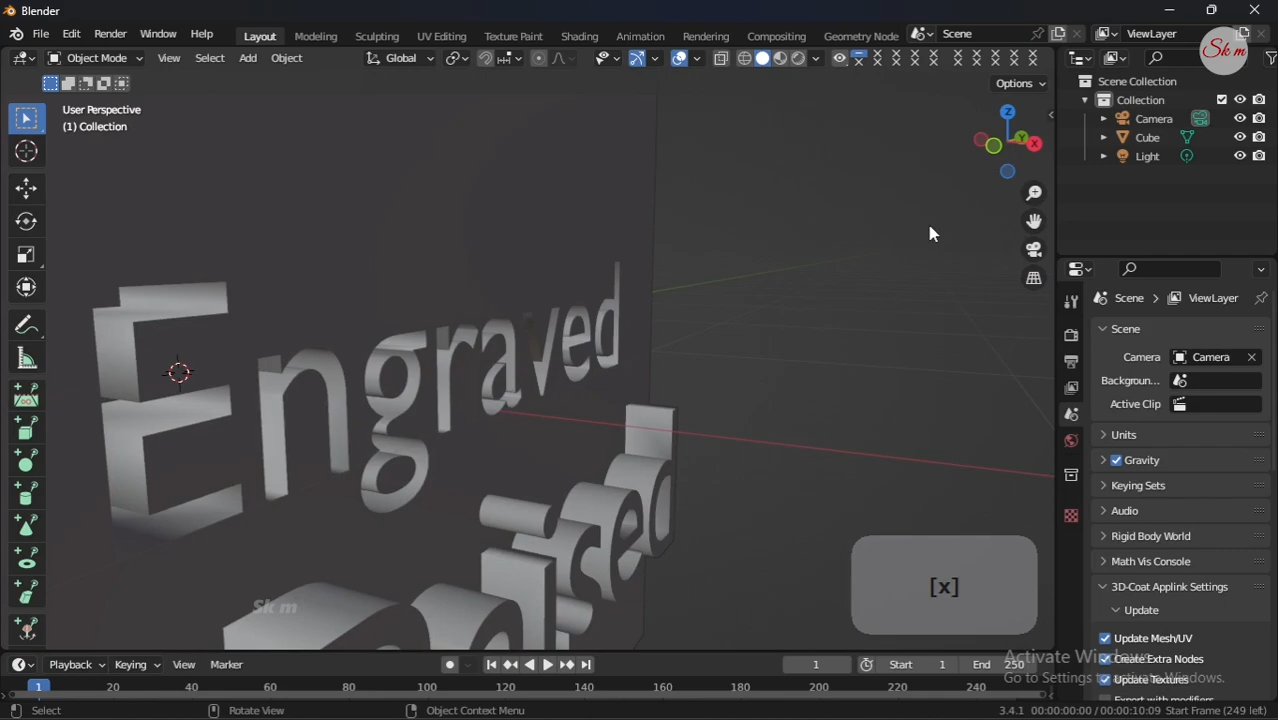 Blender
File Edit Render Window Help Layout Modeling Sculpting UV Editing Texture Paint Shading Animation Rendering Compositing Geometry Node Scene ViewLayer
Object Mode View Select Add Object Global
Sk m
Options
User Perspective
(1) Collection
Z
Y
X
Scene Collection
Collection
Camera
Cube
Light
Scene ViewLayer
Scene
Camera Camera
Backgroun...
Active Clip
Units
Gravity
Keying Sets
Audio
Rigid Body World
Math Vis Console
3D-Coat Applink Settings
Update
Update Mesh/UV
Create Extra Nodes
Update Textures
Export with modifiers
Engraved
Sk m
[x]
Activate Windows
Go to Settings to activate Windows.
Playback Keying View Marker 1 Start 1 End 250
1 20 40 60 80 100 120 140 160 180 200 220 240
Select Rotate View Object Context Menu 3.4.1 00:00:00:00 / 00:00:10:09 Start Frame (249 left)